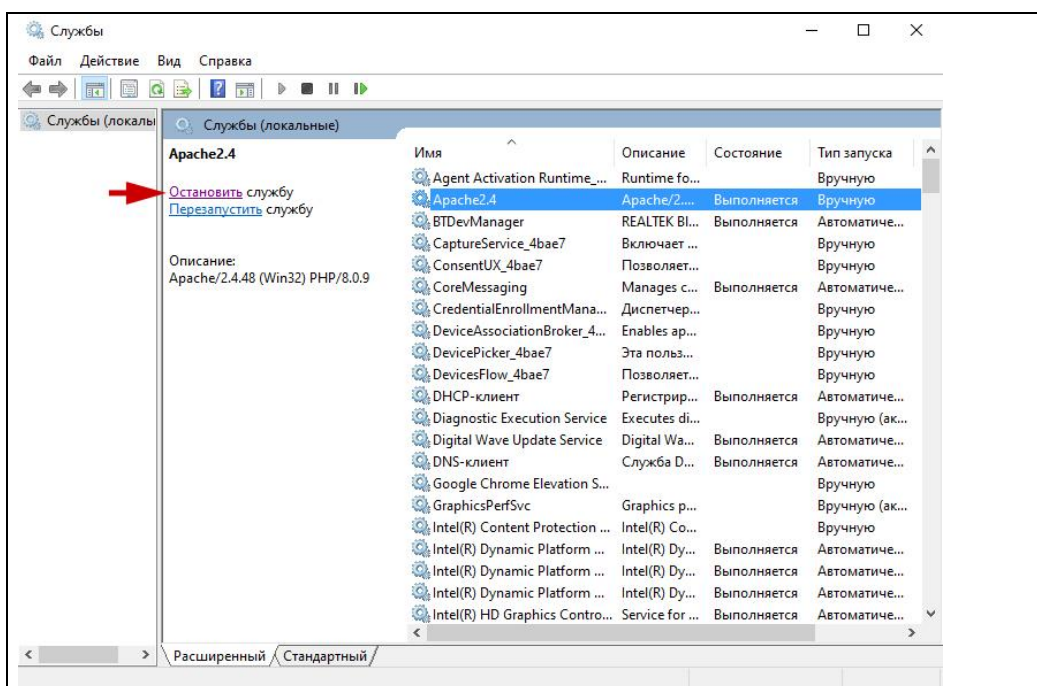 Службы
Файл Действие Вид Справка
Службы (локалы
Службы (локальные)
Apache2.4
Остановить службу
Перезапустить службу
Описание:
Apache/2.4.48 (Win32) PHP/8.0.9
Имя Описание Состояние Тип запуска
Agent Activation Runtime_... Runtime fo... Вручную
Apache2.4 Apache/2.... Выполняется Вручную
BTDevManager REALTEK Bl... Выполняется Автоматиче...
CaptureService_4bae7 Включает ... Вручную
ConsentUX_4bae7 Позволяет... Вручную
CoreMessaging Manages c... Выполняется Автоматиче...
CredentialEnrollmentMana... Диспетчер... Вручную
DeviceAssociationBroker_4... Enables ap... Вручную
DevicePicker_4bae7 Эта польз... Вручную
DevicesFlow_4bae7 Позволяет... Вручную
DHCP-клиент Регистрир... Выполняется Автоматиче...
Diagnostic Execution Service Executes di... Вручную (ак...
Digital Wave Update Service Digital Wa... Выполняется Автоматиче...
DNS-клиент Служба D... Выполняется Автоматиче...
Google Chrome Elevation S... Вручную
GraphicsPerfSvc Graphics p... Вручную (ак...
Intel(R) Content Protection ... Intel(R) Co... Вручную
Intel(R) Dynamic Platform ... Intel(R) Dy... Выполняется Автоматиче...
Intel(R) Dynamic Platform ... Intel(R) Dy... Выполняется Автоматиче...
Intel(R) Dynamic Platform ... Intel(R) Dy... Выполняется Автоматиче...
Intel(R) HD Graphics Contro... Service for ... Выполняется Автоматиче...
Расширенный Стандартный